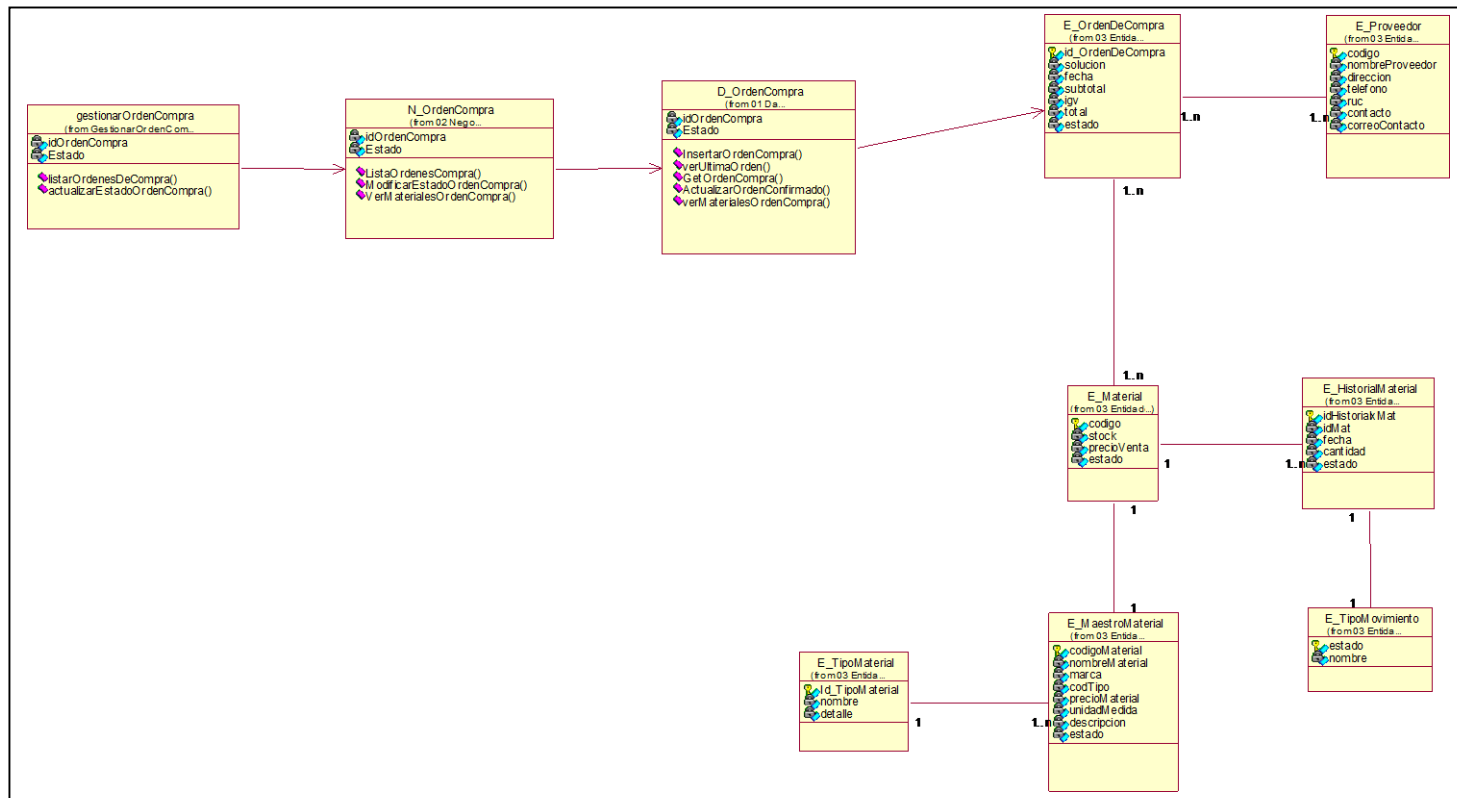 gestionarOrdenCompra
(from GestionarOrdenCom...
idOrdenCompra
Estado
listarOrdenesDeCompra()
actualizarEstadoOrdenCompra()
N_OrdenCompra
(from 02 Nego...
idOrdenCompra
Estado
ListaOrdenesCompra()
ModificarEstadoOrdenCompra()
VerMaterialesOrdenCompra()
D_OrdenCompra
(from 01 Da...
idOrdenCompra
Estado
InsertarOrdenCompra()
verUltimaOrden()
GetOrdenCompra()
ActualizarOrdenConfirmado()
verMaterialesOrdenCompra()
E_OrdenDeCompra
(from 03 Entida...
id_OrdenDeCompra
solucion
fecha
subtotal
igv
total
estado
1..n
1..n
1..n
E_Proveedor
(from 03 Entida...
codigo
nombreProveedor
direccion
telefono
ruc
contacto
correoContacto
1..n
E_Material
(from 03 Entidad...)
codigo
stock
precioVenta
estado
1
1..n
1
E_HistorialMaterial
(from 03 Entida...
idHistorialxMat
idMat
fecha
cantidad
estado
1
1
1
E_TipoMaterial
(from 03 Entida...
Id_TipoMaterial
nombre
detalle
1
1..n
E_MaestroMaterial
(from 03 Entida...
codigoMaterial
nombreMaterial
marca
codTipo
precioMaterial
unidadMedida
descripcion
estado
E_TipoMovimiento
(from 03 Entida...
estado
nombre